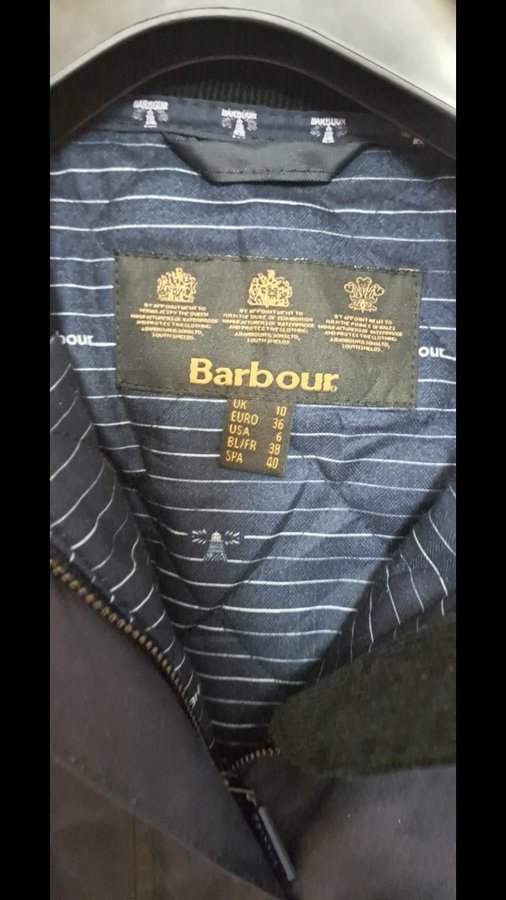 BARBOUR
BARBOUR
BARBOUR
BY APPOINTMENT TO
HER MAJESTY THE QUEEN
MANUFACTURERS OF WATERPROOF
AND PROTECTIVE CLOTHING
J.BARBOUR & SONS LTD
SOUTH SHIELDS
BY APPOINTMENT TO
H.R.H. THE DUKE OF EDINBURGH
MANUFACTURERS OF WATERPROOF
AND PROTECTIVE CLOTHING
J.BARBOUR & SONS LTD
SOUTH SHIELDS
BY APPOINTMENT TO
H.R.H. THE PRINCE OF WALES
MANUFACTURERS OF WATERPROOF
AND PROTECTIVE CLOTHING
J.BARBOUR & SONS LTD
SOUTH SHIELDS
bour
our
Barbour
UK 10
EURO 36
USA 6
BL/FR 38
SPA 40